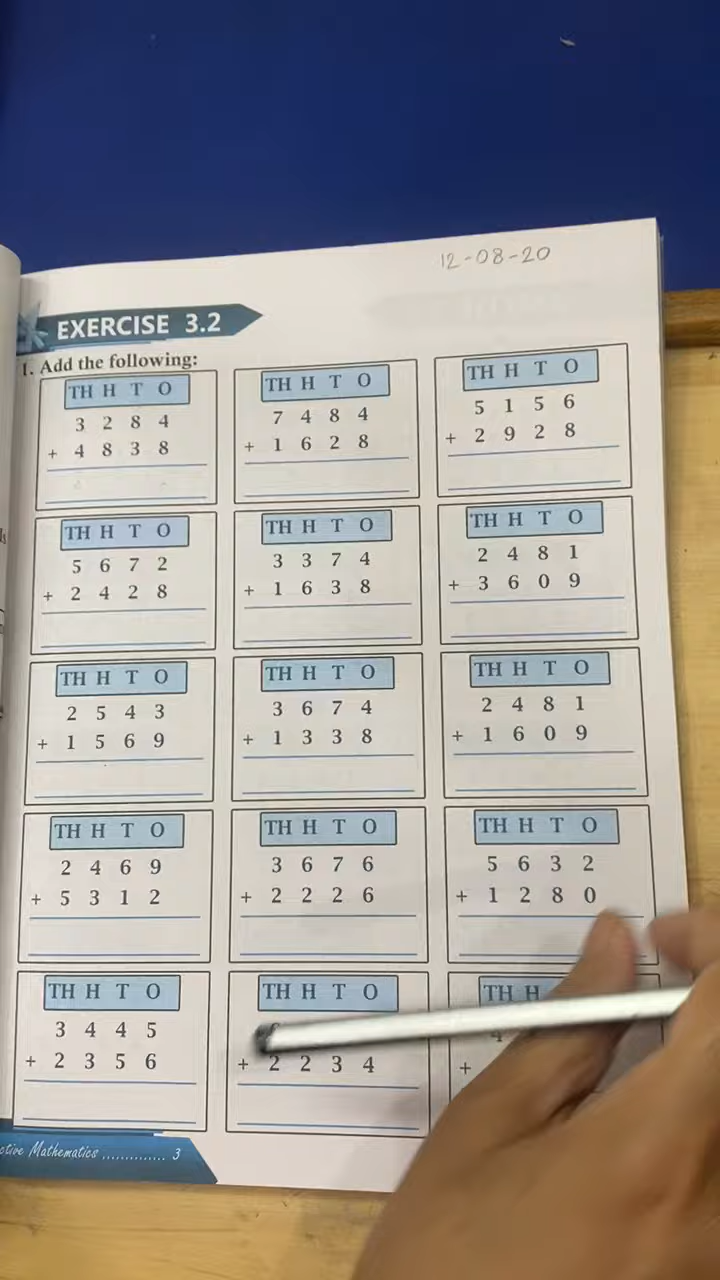 12-08-20
EXERCISE 3.2
1. Add the following:
TH H T O
3 2 8 4
+ 4 8 3 8
TH H T O
7 4 8 4
+ 1 6 2 8
TH H T O
5 1 5 6
+ 2 9 2 8
TH H T O
5 6 7 2
+ 2 4 2 8
TH H T O
3 3 7 4
+ 1 6 3 8
TH H T O
2 4 8 1
+ 3 6 0 9
TH H T O
2 5 4 3
+ 1 5 6 9
TH H T O
3 6 7 4
+ 1 3 3 8
TH H T O
2 4 8 1
+ 1 6 0 9
TH H T O
2 4 6 9
+ 5 3 1 2
TH H T O
3 6 7 6
+ 2 2 2 6
TH H T O
5 6 3 2
+ 1 2 8 0
TH H T O
3 4 4 5
+ 2 3 5 6
TH H T O
+ 2 2 3 4
TH H
+
Mathematics .............. 3